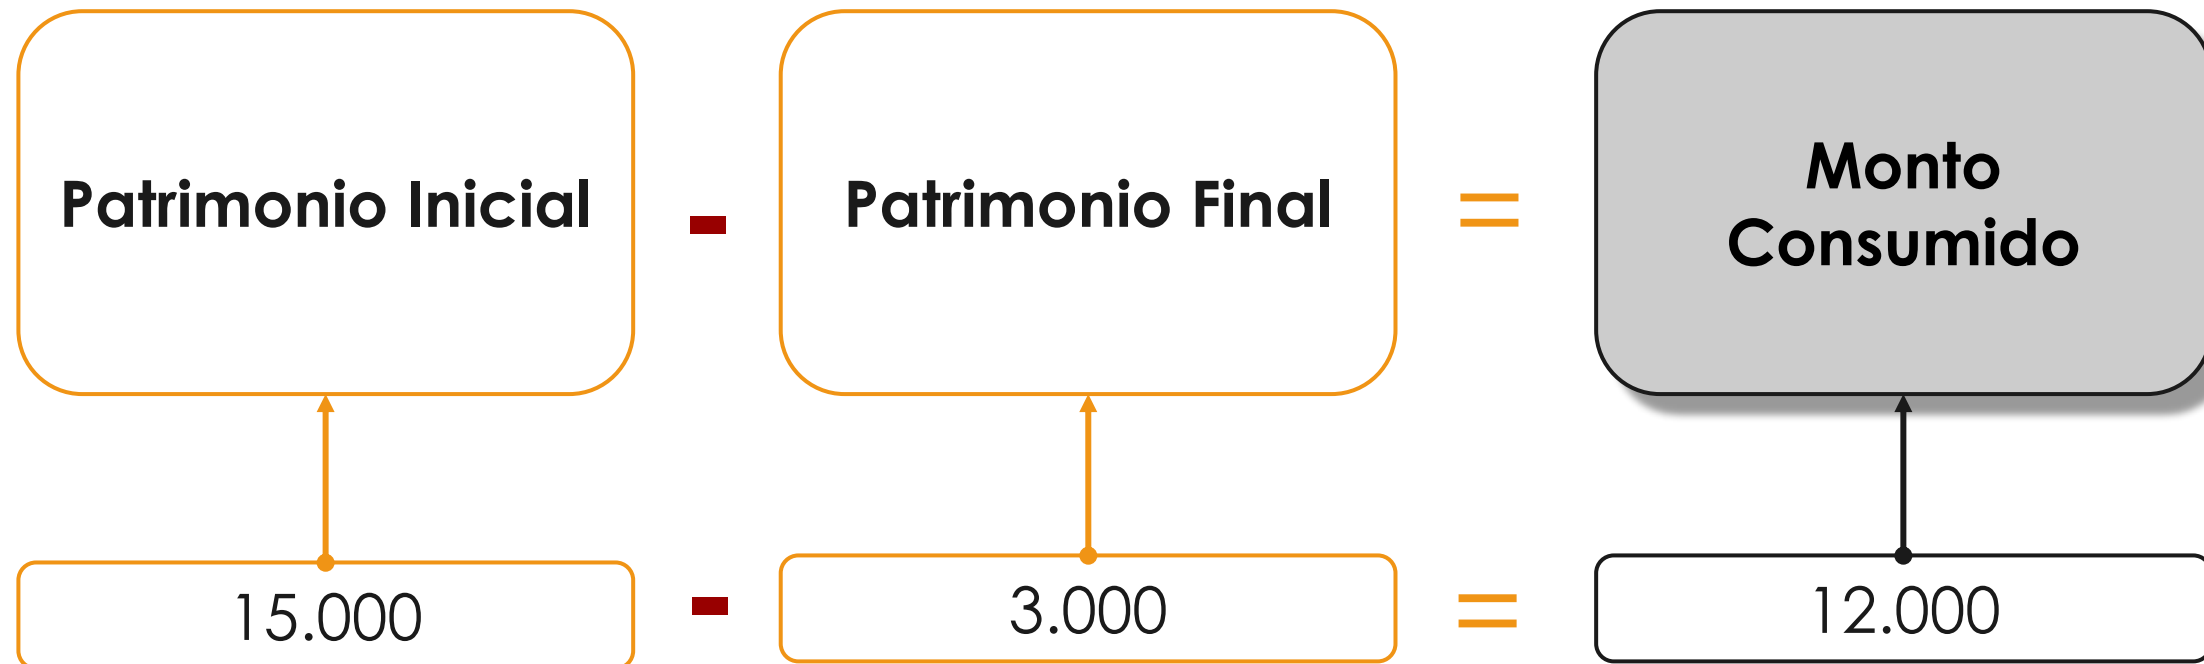 Patrimonio Inicial
-
Patrimonio Final
=
Monto
Consumido
15.000
-
3.000
=
12.000